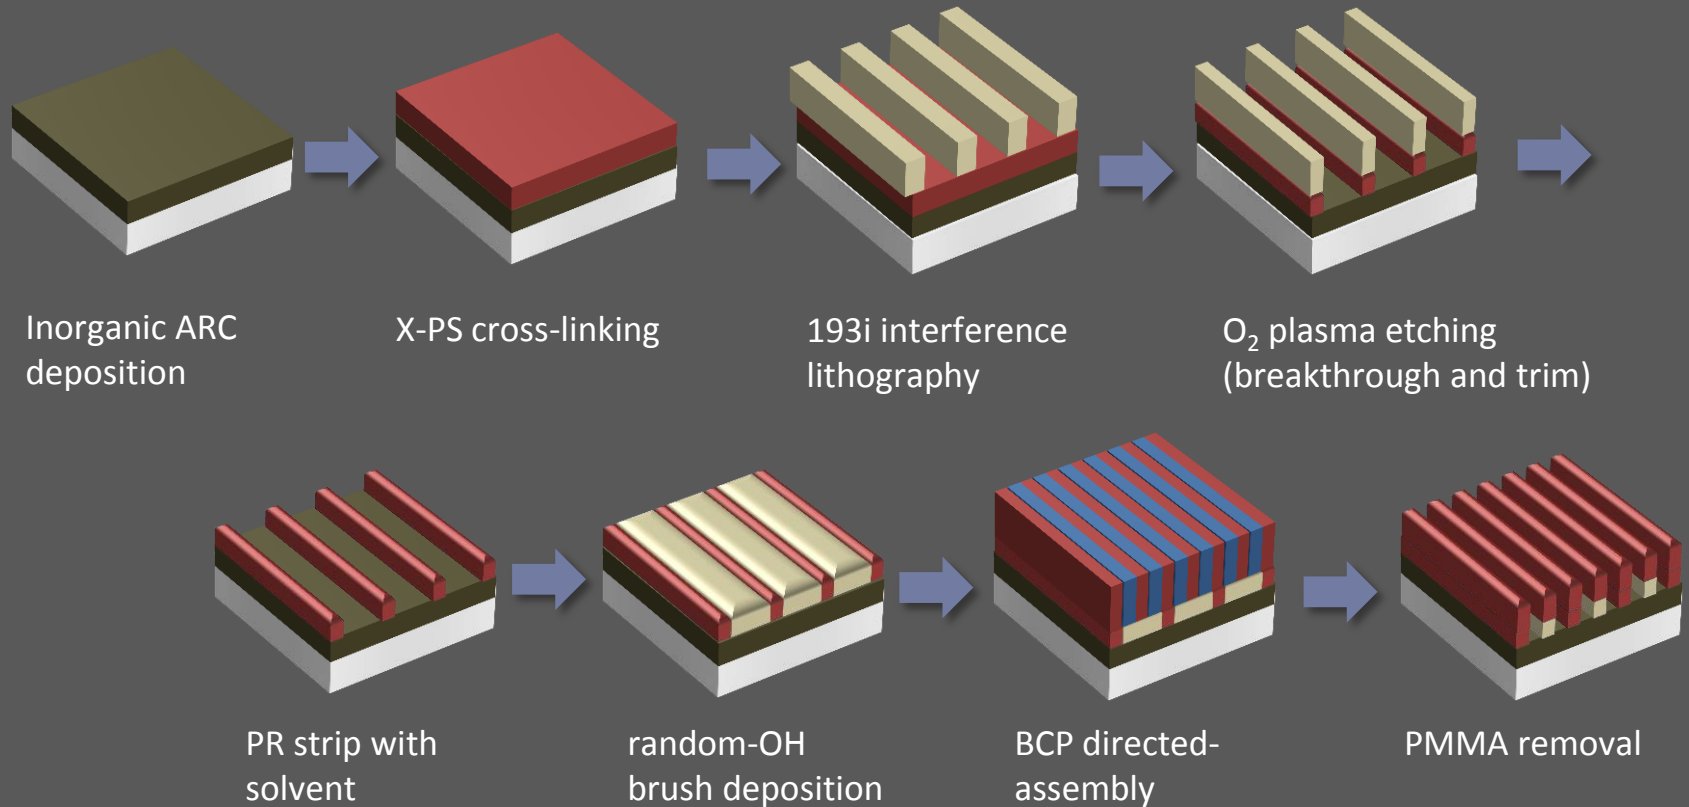 Inorganic ARC
deposition
X-PS cross-linking
193i interference
lithography
O₂ plasma etching
(breakthrough and trim)
PR strip with
solvent
random-OH
brush deposition
BCP directed-
assembly
PMMA removal